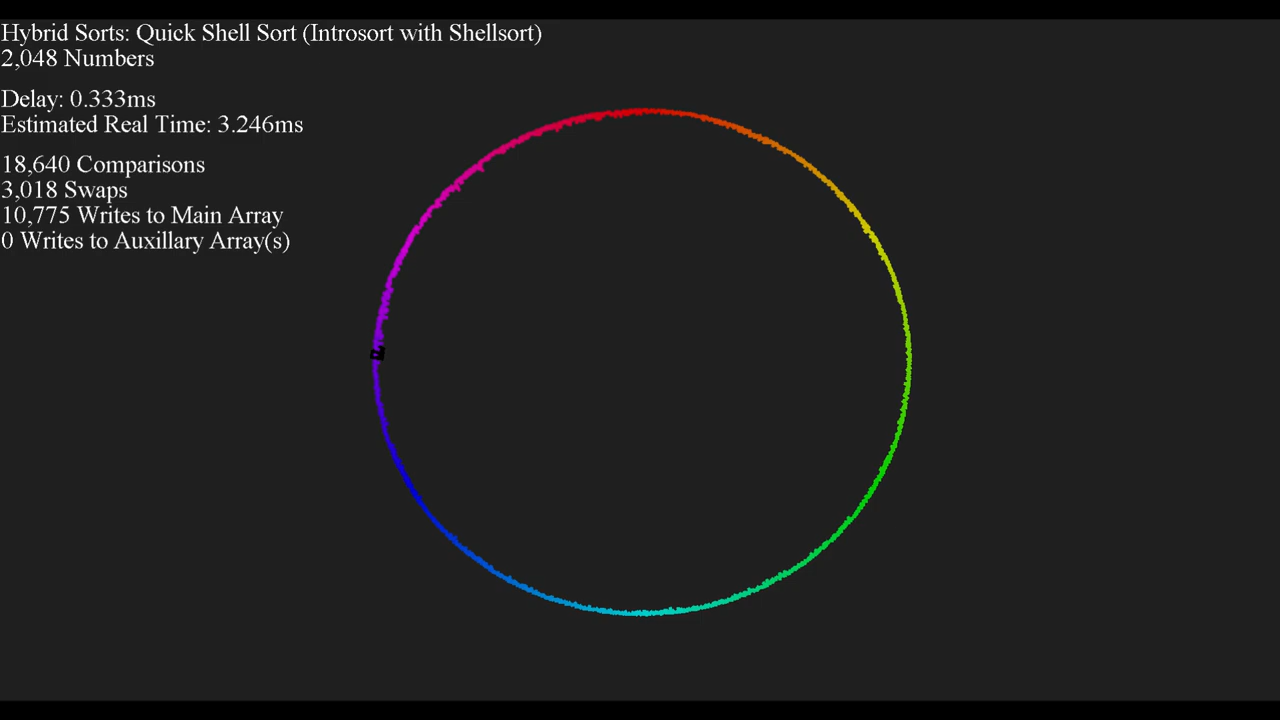 Hybrid Sorts: Quick Shell Sort (Introsort with Shellsort)
2,048 Numbers
Delay: 0.333ms
Estimated Real Time: 3.246ms
18,640 Comparisons
3,018 Swaps
10,775 Writes to Main Array
0 Writes to Auxillary Array(s)